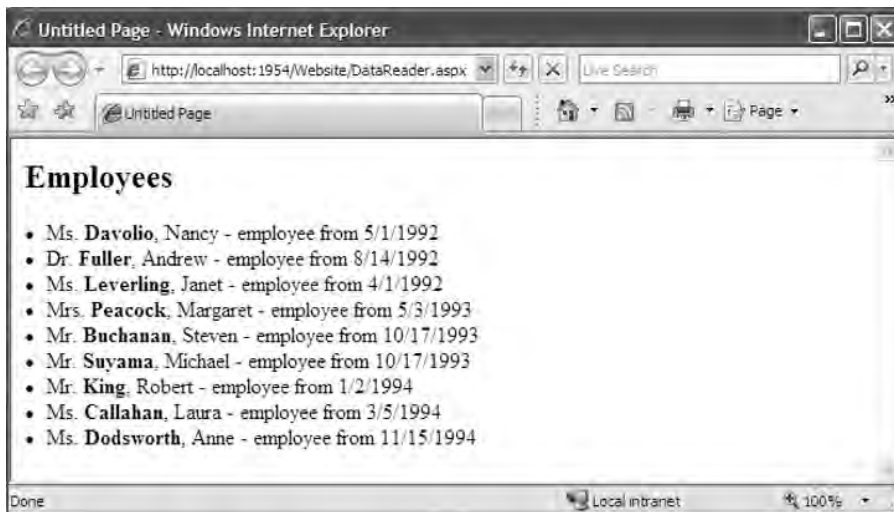 Untitled Page - Windows Internet Explorer
http://localhost:1954/Website/DataReader.aspx
Live Search
Untitled Page
Page
Employees
• Ms. Davolio, Nancy - employee from 5/1/1992
• Dr. Fuller, Andrew - employee from 8/14/1992
• Ms. Leverling, Janet - employee from 4/1/1992
• Mrs. Peacock, Margaret - employee from 5/3/1993
• Mr. Buchanan, Steven - employee from 10/17/1993
• Mr. Suyama, Michael - employee from 10/17/1993
• Mr. King, Robert - employee from 1/2/1994
• Ms. Callahan, Laura - employee from 3/5/1994
• Ms. Dodsworth, Anne - employee from 11/15/1994
Done
Local intranet
100%